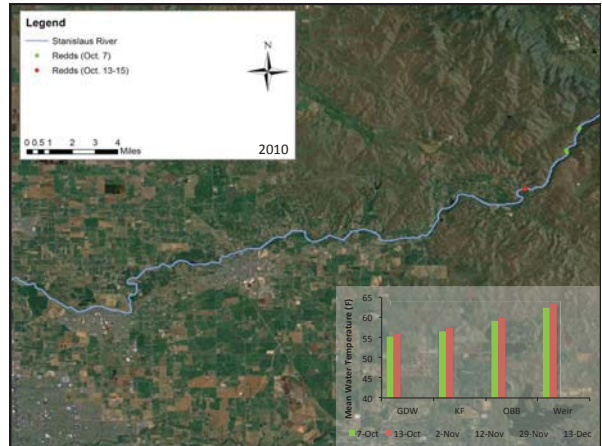 Legend
Stanislaus River
Redds (Oct. 7)
Redds (Oct. 13-15)
N
0 0.5 1 2 3 4
Miles
2010
Mean Water Temperature (F)
65
60
55
50
45
40
GDW KF OBB Weir
7-Oct 13-Oct 2-Nov 12-Nov 29-Nov 13-Dec